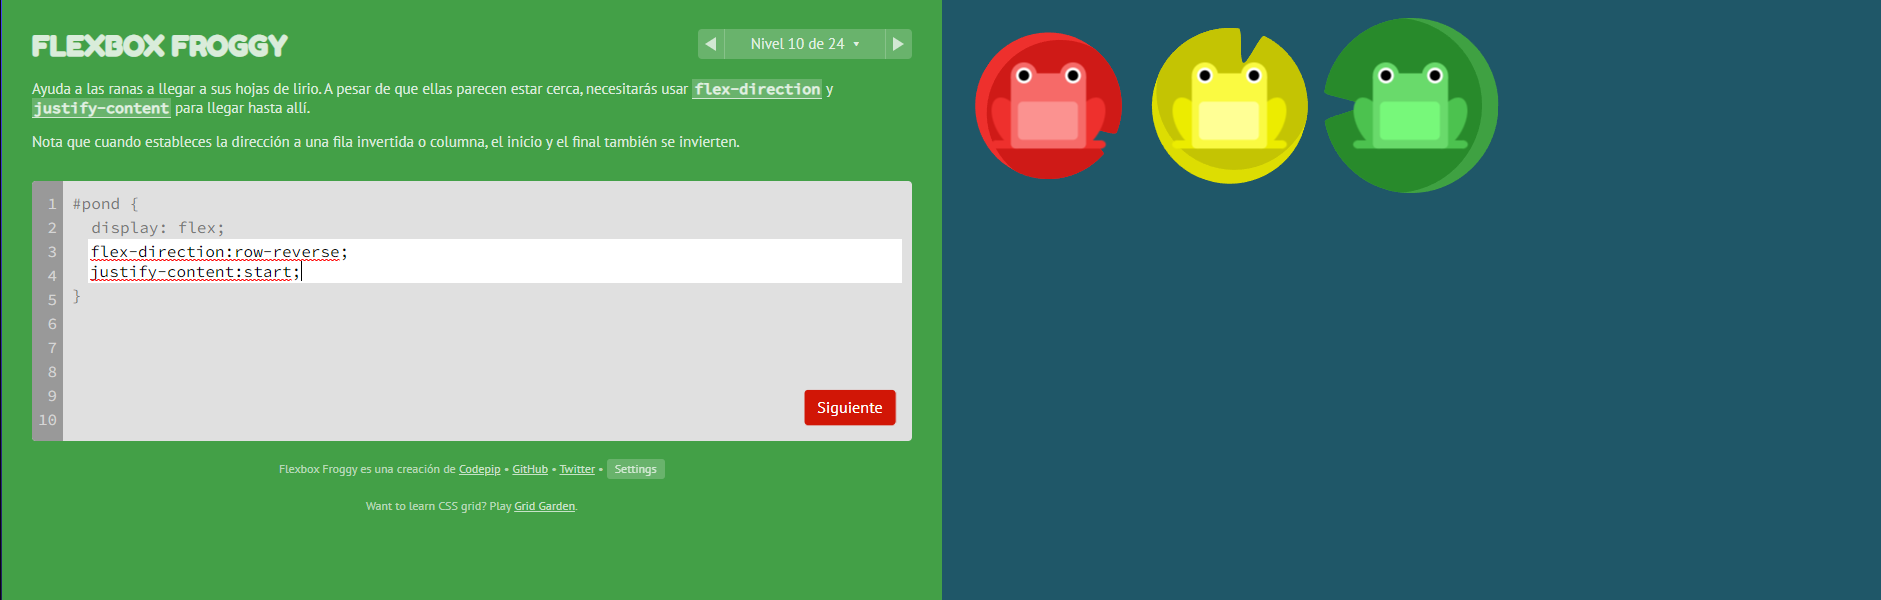 FLEXBOX FROGGY
◀ Nivel 10 de 24 ▾ ▶
Ayuda a las ranas a llegar a sus hojas de lirio. A pesar de que ellas parecen estar cerca, necesitarás usar flex-direction y
justify-content para llegar hasta allí.
Nota que cuando estableces la dirección a una fila invertida o columna, el inicio y el final también se invierten.
1 #pond {
2 display: flex;
3 flex-direction:row-reverse;
4 justify-content:start;
5 }
6
7
8
9
10
Siguiente
Flexbox Froggy es una creación de Codepip • GitHub • Twitter • Settings
Want to learn CSS grid? Play Grid Garden.